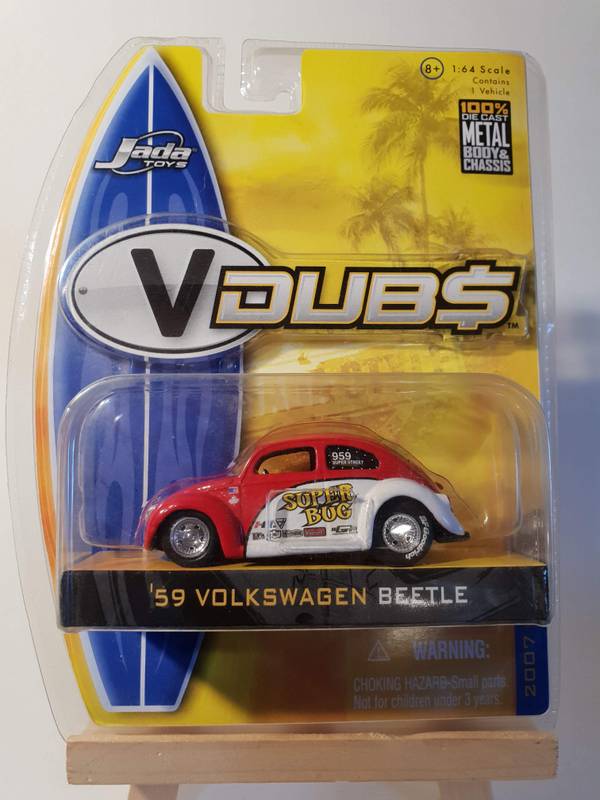 8+
1:64 Scale
Contains
1 Vehicle
100%
DIE CAST
METAL
BODY &
CHASSIS
Jada
TOYS
V DUB$ ™
959
SUPER STREET
SUPER
BUG
'59 VOLKSWAGEN BEETLE
WARNING:
CHOKING HAZARD-Small parts.
Not for children under 3 years.
2007